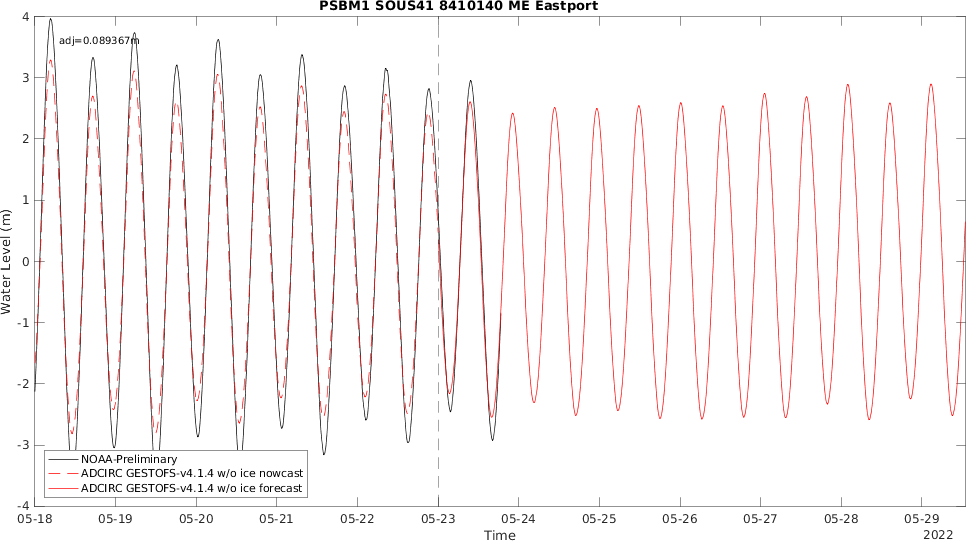 PSBM1 SOUS41 8410140 ME Eastport
adj=0.089367m
Water Level (m)
4
3
2
1
0
-1
-2
-3
-4
NOAA-Preliminary
ADCIRC GESTOFS-v4.1.4 w/o ice nowcast
ADCIRC GESTOFS-v4.1.4 w/o ice forecast
05-18 05-19 05-20 05-21 05-22 05-23 05-24 05-25 05-26 05-27 05-28 05-29
Time
2022